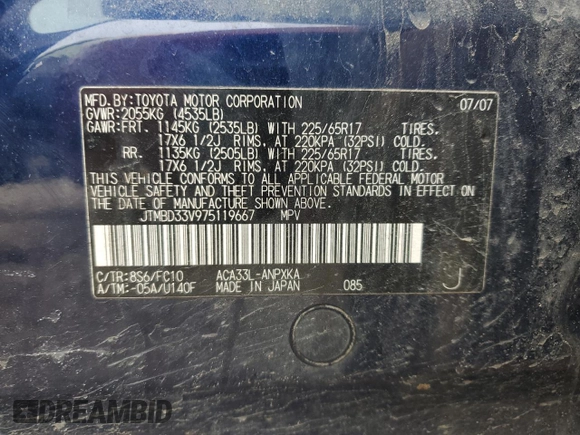 MFD. BY: TOYOTA MOTOR CORPORATION 07/07
GVWR: 2055KG (4535LB)
GAWR: FRT. 1145KG (2535LB) WITH 225/65R17 TIRES.
17X6 1/2J RIMS. AT 220KPA (32PSI) COLD.
RR. 1135KG (2505LB) WITH 225/65R17 TIRES.
17X6 1/2J RIMS. AT 220KPA (32PSI) COLD.
THIS VEHICLE CONFORMS TO ALL APPLICABLE FEDERAL MOTOR
VEHICLE SAFETY AND THEFT PREVENTION STANDARDS IN EFFECT ON
THE DATE OF MANUFACTURE SHOWN ABOVE.
JTMBD33V975119667 MPV
C/TR: 8S6/FC10 ACA33L-ANPXKA
A/TM: -05A/U140F MADE IN JAPAN 085 J
DREAMBID